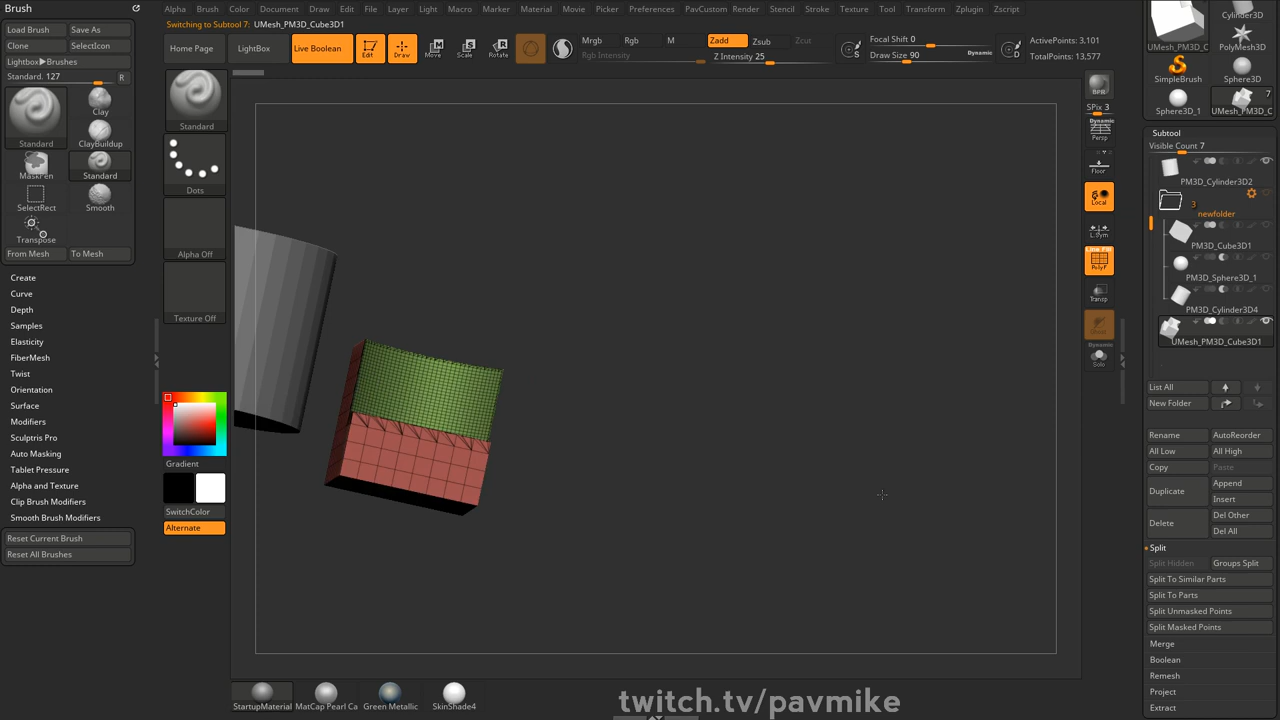 Brush
Alpha Brush Color Document Draw Edit File Layer Light Macro Marker Material Movie Picker Preferences PavCustom Render Stencil Stroke Texture Tool Transform Zplugin Zscript
Switching to Subtool 7: UMesh_PM3D_Cube3D1
Load Brush Save As
Clone SelectIcon
Lightbox▶Brushes
Standard. 127 R
Standard
Clay
ClayBuildup
MaskPen
Standard
SelectRect
Smooth
Transpose
From Mesh To Mesh
Create
Curve
Depth
Samples
Elasticity
FiberMesh
Twist
Orientation
Surface
Modifiers
Sculptris Pro
Auto Masking
Tablet Pressure
Alpha and Texture
Clip Brush Modifiers
Smooth Brush Modifiers
Reset Current Brush
Reset All Brushes
Home Page LightBox Live Boolean Edit Draw Move Scale Rotate
Mrgb Rgb M Zadd Zsub Zcut
Rgb Intensity Z Intensity 25
Focal Shift 0
Draw Size 90 Dynamic
S
D
ActivePoints: 3,101
TotalPoints: 13,577
Standard
Dots
Alpha Off
Texture Off
Gradient
SwitchColor
Alternate
BPR
SPix 3
Dynamic
Persp
Floor
Local
L.Sym
Line Fill
PolyF
Transp
Dynamic
Solo
Cylinder3D
UMesh_PM3D_C PolyMesh3D
SimpleBrush Sphere3D
7
Sphere3D_1 UMesh_PM3D_C
Subtool
Visible Count 7
PM3D_Cylinder3D2
3
newfolder
PM3D_Cube3D1
PM3D_Sphere3D_1
PM3D_Cylinder3D4
UMesh_PM3D_Cube3D1
List All
New Folder
Rename AutoReorder
All Low All High
Copy Paste
Duplicate Append
Insert
Delete Del Other
Del All
Split
Split Hidden Groups Split
Split To Similar Parts
Split To Parts
Split Unmasked Points
Split Masked Points
Merge
Boolean
Remesh
Project
Extract
StartupMaterial MatCap Pearl Ca Green Metallic SkinShade4
twitch.tv/pavmike